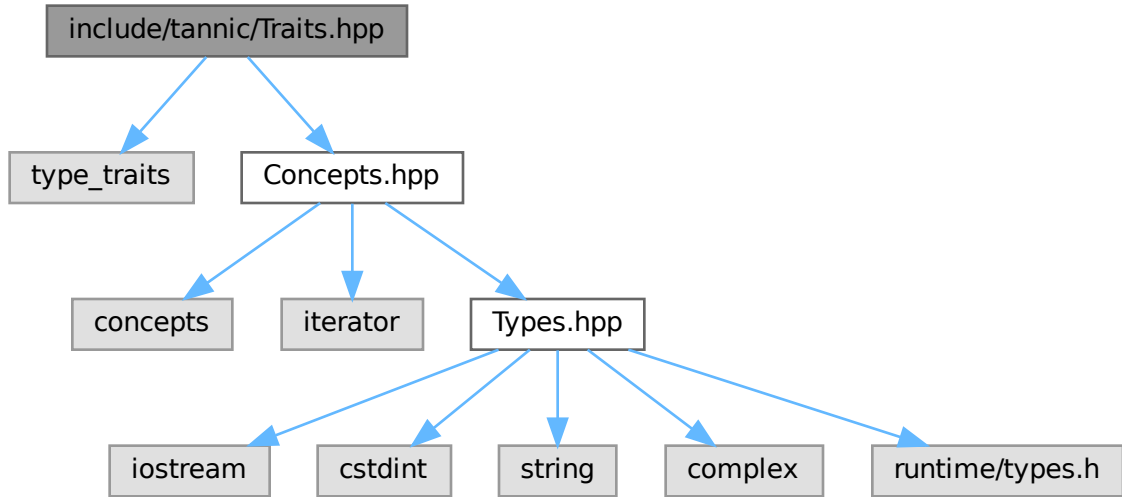 include/tannic/Traits.hpp
type_traits
Concepts.hpp
concepts
iterator
Types.hpp
iostream
cstdint
string
complex
runtime/types.h